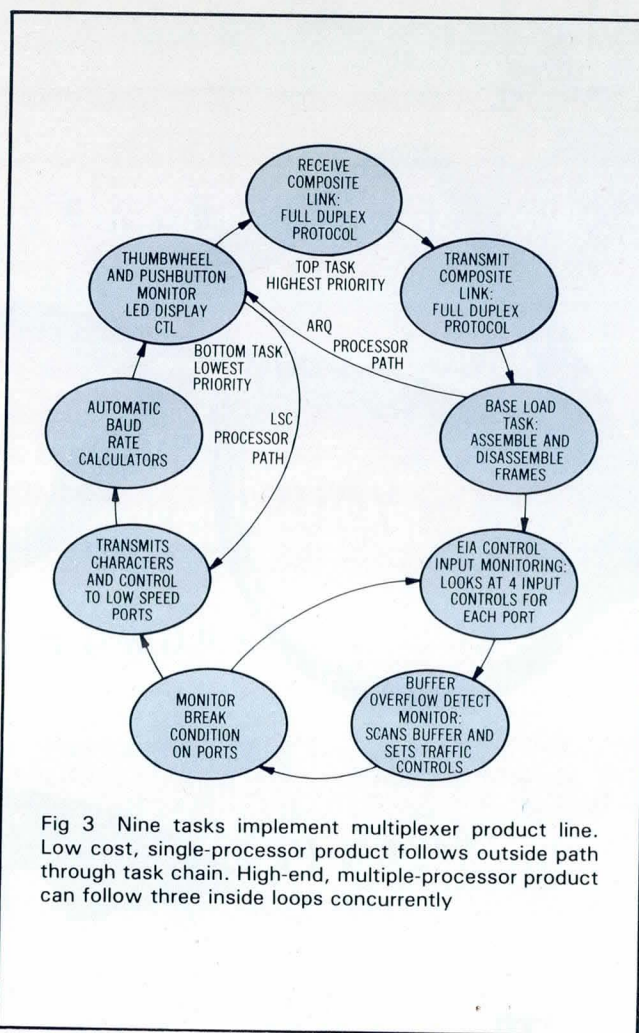 RECEIVE
COMPOSITE
LINK:
FULL DUPLEX
PROTOCOL
TOP TASK
HIGHEST PRIORITY
TRANSMIT
COMPOSITE
LINK:
FULL DUPLEX
PROTOCOL
THUMBWHEEL
AND PUSHBUTTON
MONITOR
LED DISPLAY
CTL
BOTTOM TASK
LOWEST
PRIORITY
ARQ
PROCESSOR
PATH
LSC
PROCESSOR
PATH
BASE LOAD
TASK:
ASSEMBLE AND
DISASSEMBLE
FRAMES
AUTOMATIC
BAUD
RATE
CALCULATORS
EIA CONTROL
INPUT MONITORING:
LOOKS AT 4 INPUT
CONTROLS FOR
EACH PORT
TRANSMITS
CHARACTERS
AND CONTROL
TO LOW SPEED
PORTS
BUFFER
OVERFLOW DETECT
MONITOR:
SCANS BUFFER AND
SETS TRAFFIC
CONTROLS
MONITOR
BREAK
CONDITION
ON PORTS
Fig 3 Nine tasks implement multiplexer product line.
Low cost, single-processor product follows outside path
through task chain. High-end, multiple-processor product
can follow three inside loops concurrently